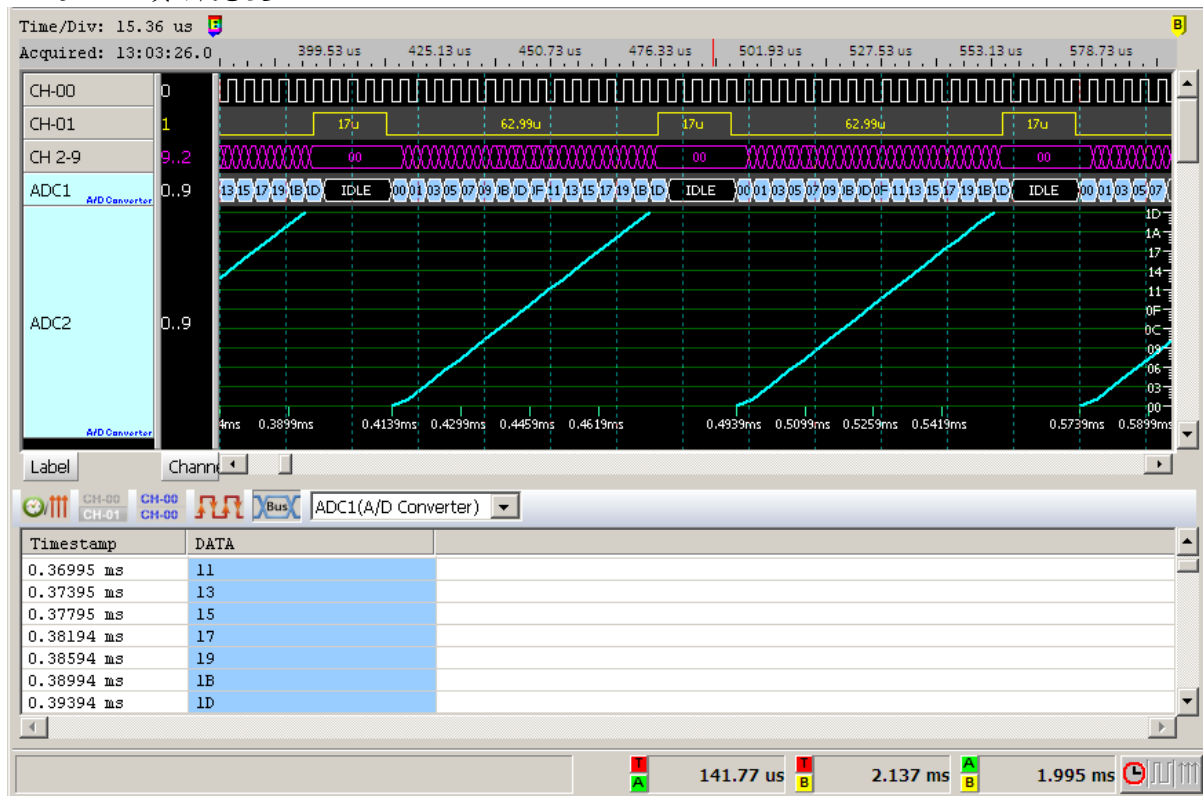 Time/Div: 15.36 us
B
Acquired: 13:03:26.0 399.53 us 425.13 us 450.73 us 476.33 us 501.93 us 527.53 us 553.13 us 578.73 us
CH-00 0
CH-01 1 17u 62.99u 17u 62.99u 17u
CH 2-9 9..2 00 00 00
ADC1 A/D Converter 0..9 13 15 17 19 1B 1D IDLE 00 01 03 05 07 09 0B 0D 0F 11 13 15 17 19 1B 1D IDLE 00 01 03 05 07 09 0B 0D 0F 11 13 15 17 19 1B 1D IDLE 00 01 03 05 07
1D
1A
17
14
11
0F
ADC2 0..9
0C
09
06
03
00
4ms 0.3899ms 0.4139ms 0.4299ms 0.4459ms 0.4619ms 0.4939ms 0.5099ms 0.5259ms 0.5419ms 0.5739ms 0.5899ms
A/D Converter
Label Channe
CH-00 CH-01 CH-00 CH-00 Bus ADC1(A/D Converter)
Timestamp DATA
0.36995 ms 11
0.37395 ms 13
0.37795 ms 15
0.38194 ms 17
0.38594 ms 19
0.38994 ms 1B
0.39394 ms 1D
T A 141.77 us T B 2.137 ms A B 1.995 ms